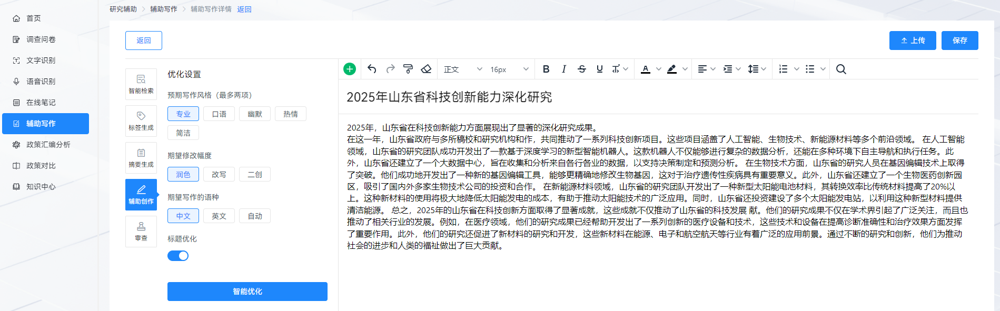 研究辅助 > 辅助写作 > 辅助写作详情 返回
首页
调查问卷
文字识别
语音识别
在线笔记
辅助写作
政策汇编分析
政策对比
知识中心
返回
上传
保存
智能检索
标签生成
摘要生成
辅助创作
审查
优化设置
预期写作风格（最多两项）
专业 口语 幽默 热情
简洁
期望修改幅度
润色 改写 二创
期望写作的语种
中文 英文 自动
标题优化
智能优化
正文 16px
2025年山东省科技创新能力深化研究
2025年，山东省在科技创新能力方面展现出了显著的深化研究成果。
在这一年，山东省政府与多所稿校和研究机构和作，共同推动了一系列科技创新项目。这些项目涵盖了人工智能、生物技术、新能源材料等多个前沿领域。 在人工智能
领域，山东省的研究团队成功开发出了一款基于深度学习的新型智能机器人。这款机器人不仅能够进行复杂的数据分析，还能在多种环境下自主导航和执行任务。此
外，山东省还建立了一个大数据中心，旨在收集和分析来自各行各业的数据，以支持决策制定和预测分析。 在生物技术方面，山东省的研究人员在基因编辑技术上取得
了突破。他们成功地开发出了一种新的基因编辑工具，能够更精确地修改生物基因，这对于治疗遗传性疾病具有重要意义。此外，山东省还建立了一个生物医药创新园
区，吸引了国内外多家生物技术公司的投资和合作。 在新能源材料领域，山东省的研究团队开发出了一种新型太阳能电池材料，其转换效率比传统材料提高了20%以
上。这种新材料的使用将极大地降低太阳能发电的成本，有助于推动太阳能技术的广泛应用。同时，山东省还投资建设了多个太阳能发电站，以利用这种新型材料提供
清洁能源。 总之，2025年的山东省在科技创新方面取得了显著成就，这些成就不仅推动了山东省的科技发展 献。他们的研究成果不仅在学术界引起了广泛关注，而且也
推动了相关行业的发展。例如，在医疗领域，他们的研究成果已经帮助开发出了一系列创新的医疗设备和技术，这些技术和设备在提高诊断准确性和治疗效果方面发挥
了重要作用。此外，他们的研究还促进了新材料的研究和开发，这些新材料在能源、电子和航空航天等行业有着广泛的应用前景。通过不断的研究和创新，他们为推动
社会的进步和人类的福祉做出了巨大贡献。